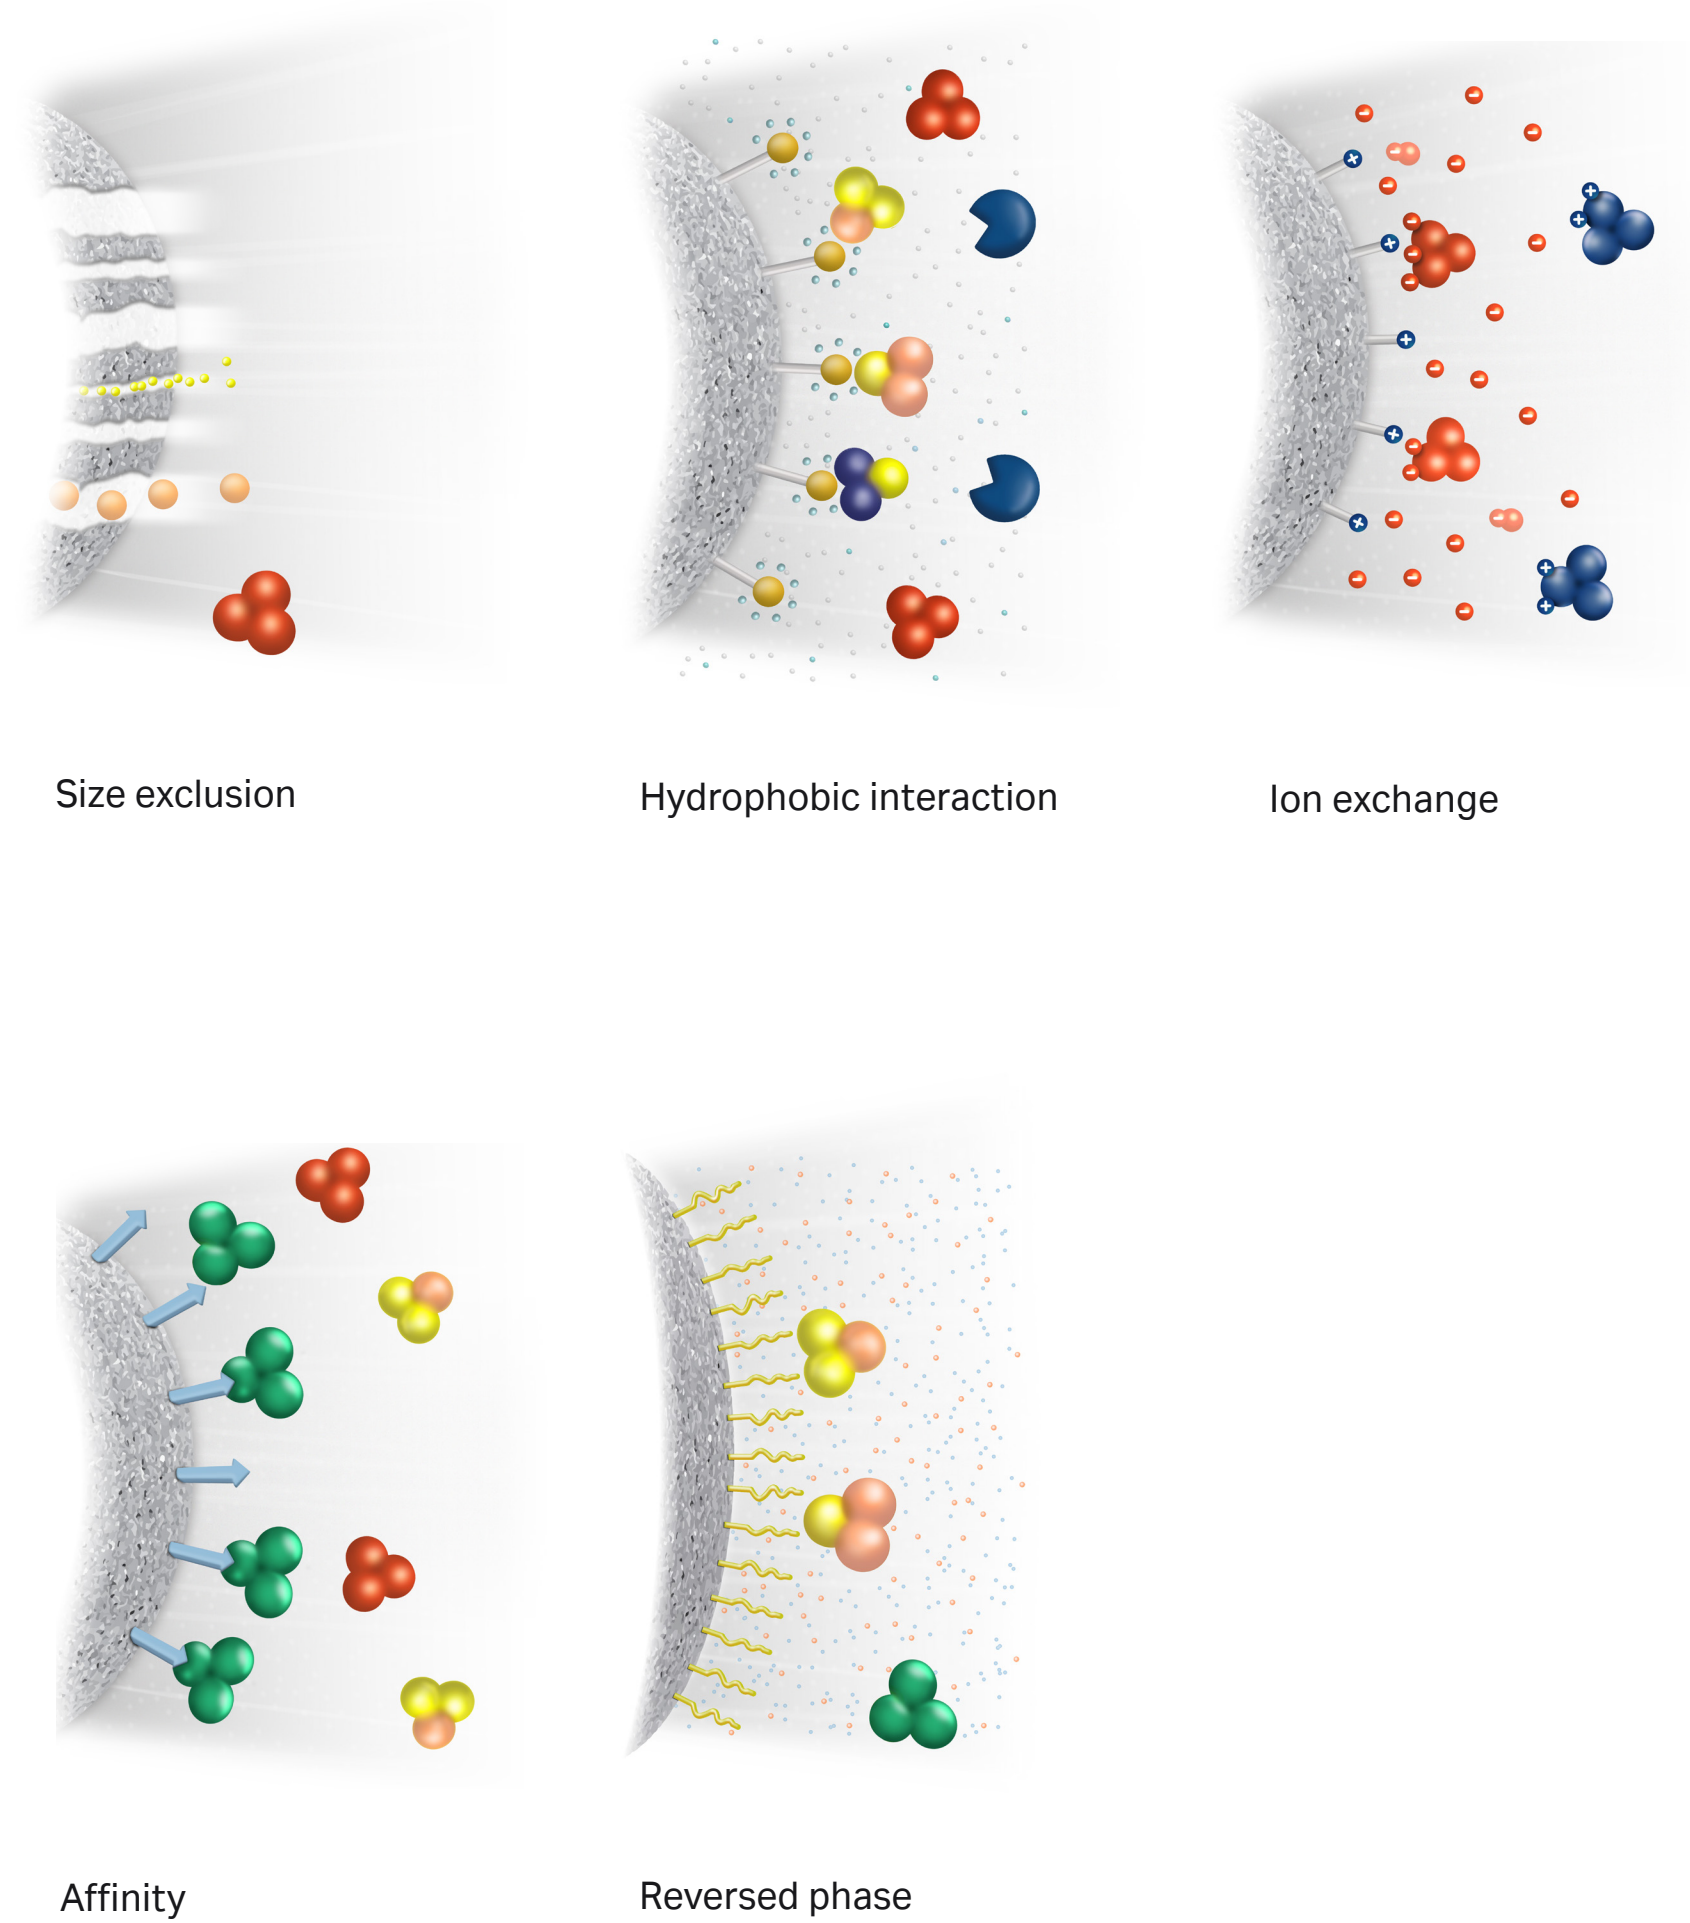 Size exclusion
Hydrophobic interaction
Ion exchange
Affinity
Reversed phase